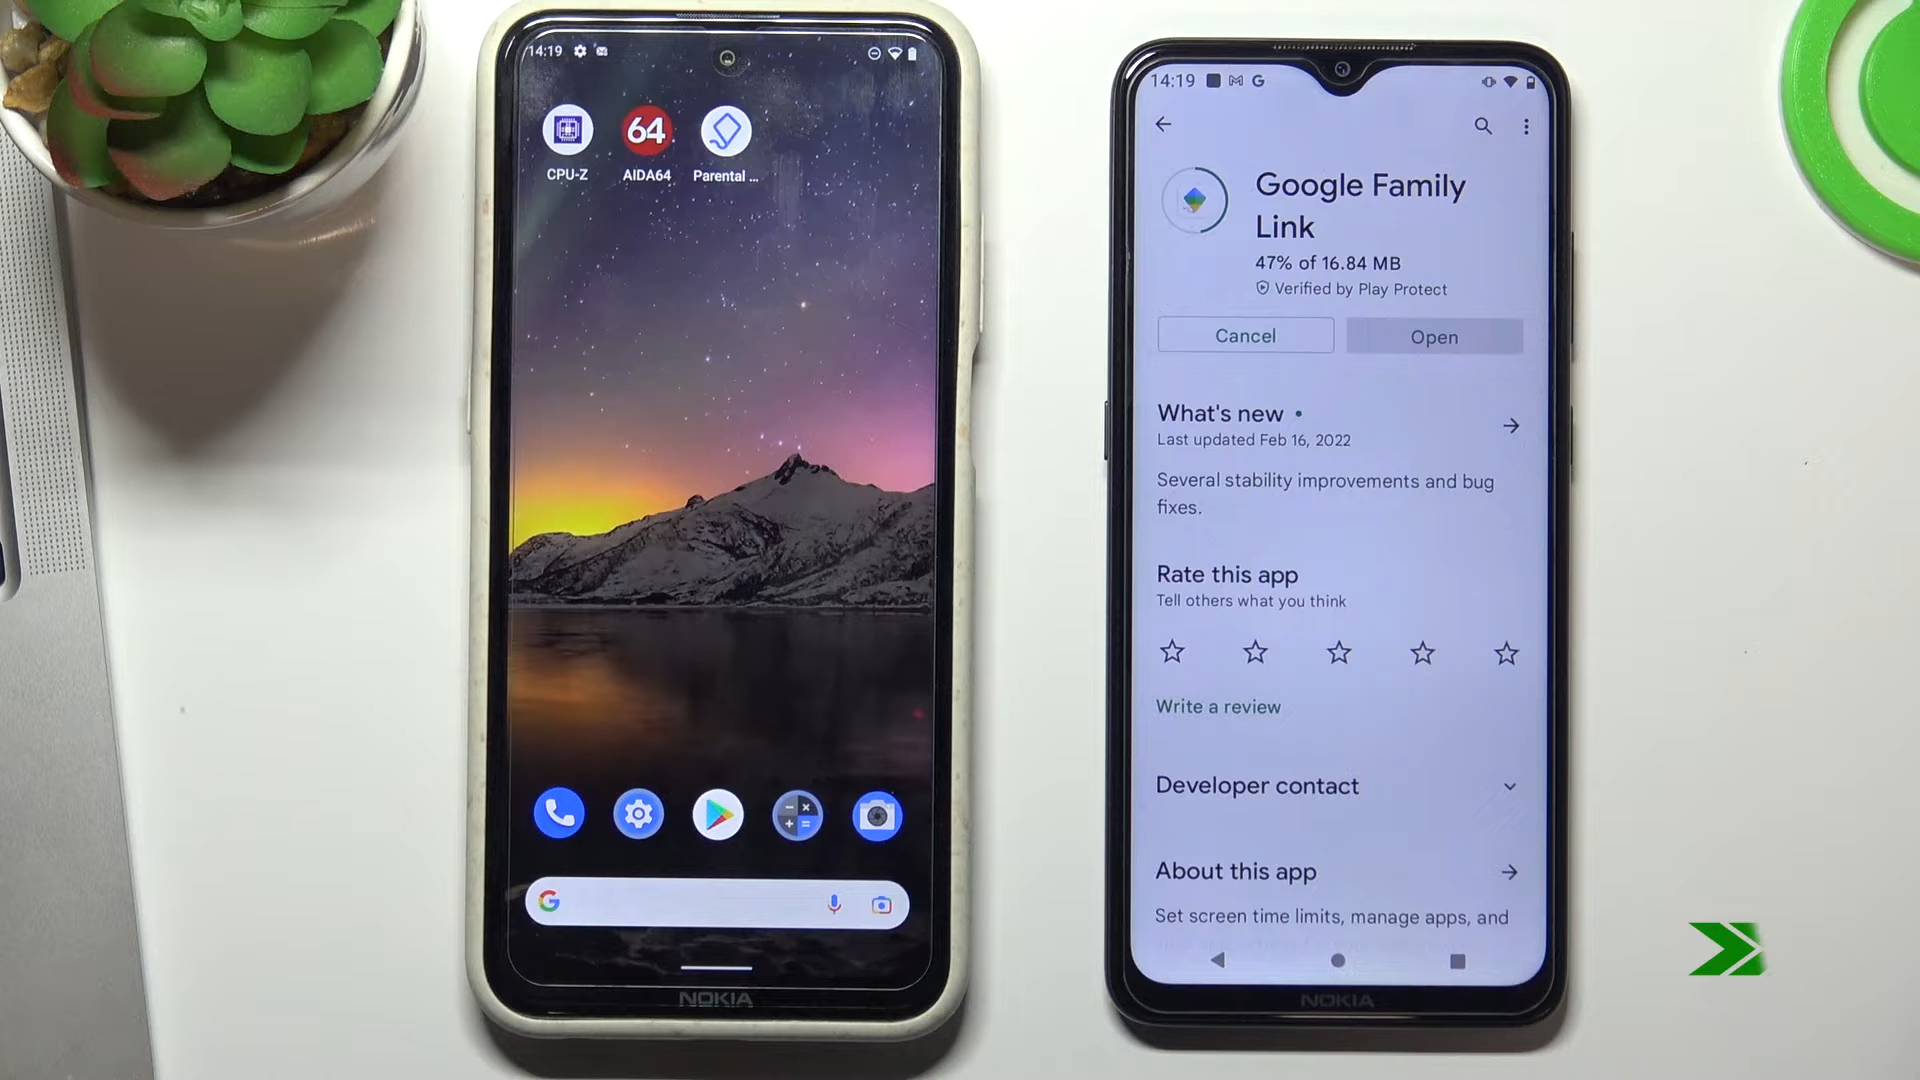 14:19
64
CPU-Z
AIDA64
Parental ...
G
NOKIA
14:19
Google Family
Link
47% of 16.84 MB
Verified by Play Protect
Cancel
Open
What's new •
Last updated Feb 16, 2022
Several stability improvements and bug
fixes.
Rate this app
Tell others what you think
Write a review
Developer contact
About this app
Set screen time limits, manage apps, and
NOKIA